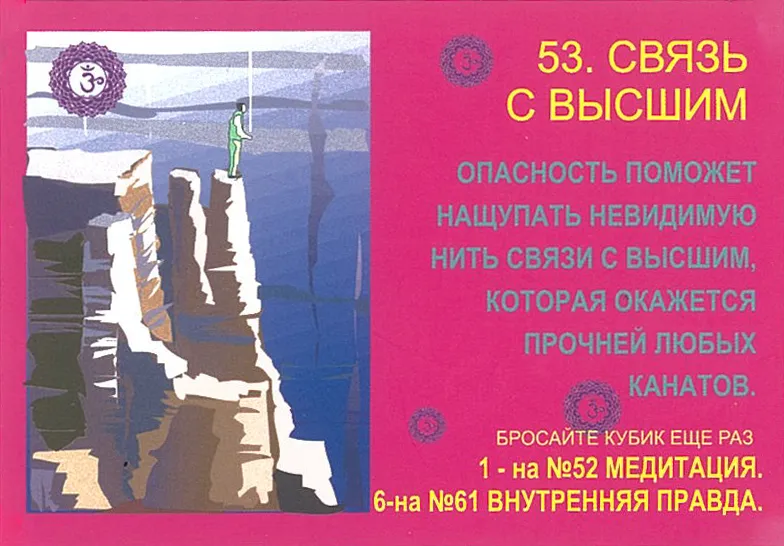 53. СВЯЗЬ
С ВЫСШИМ
ОПАСНОСТЬ ПОМОЖЕТ
НАЩУПАТЬ НЕВИДИМУЮ
НИТЬ СВЯЗИ С ВЫСШИМ,
КОТОРАЯ ОКАЖЕТСЯ
ПРОЧНЕЙ ЛЮБЫХ
КАНАТОВ.
БРОСАЙТЕ КУБИК ЕЩЕ РАЗ
1 - на №52 МЕДИТАЦИЯ.
6-на №61 ВНУТРЕННЯЯ ПРАВДА.